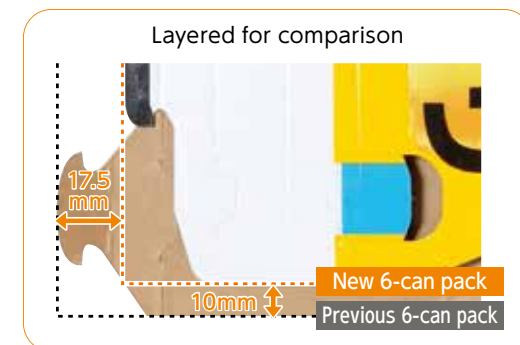 Layered for comparison
17.5
mm
10mm
New 6-can pack
Previous 6-can pack